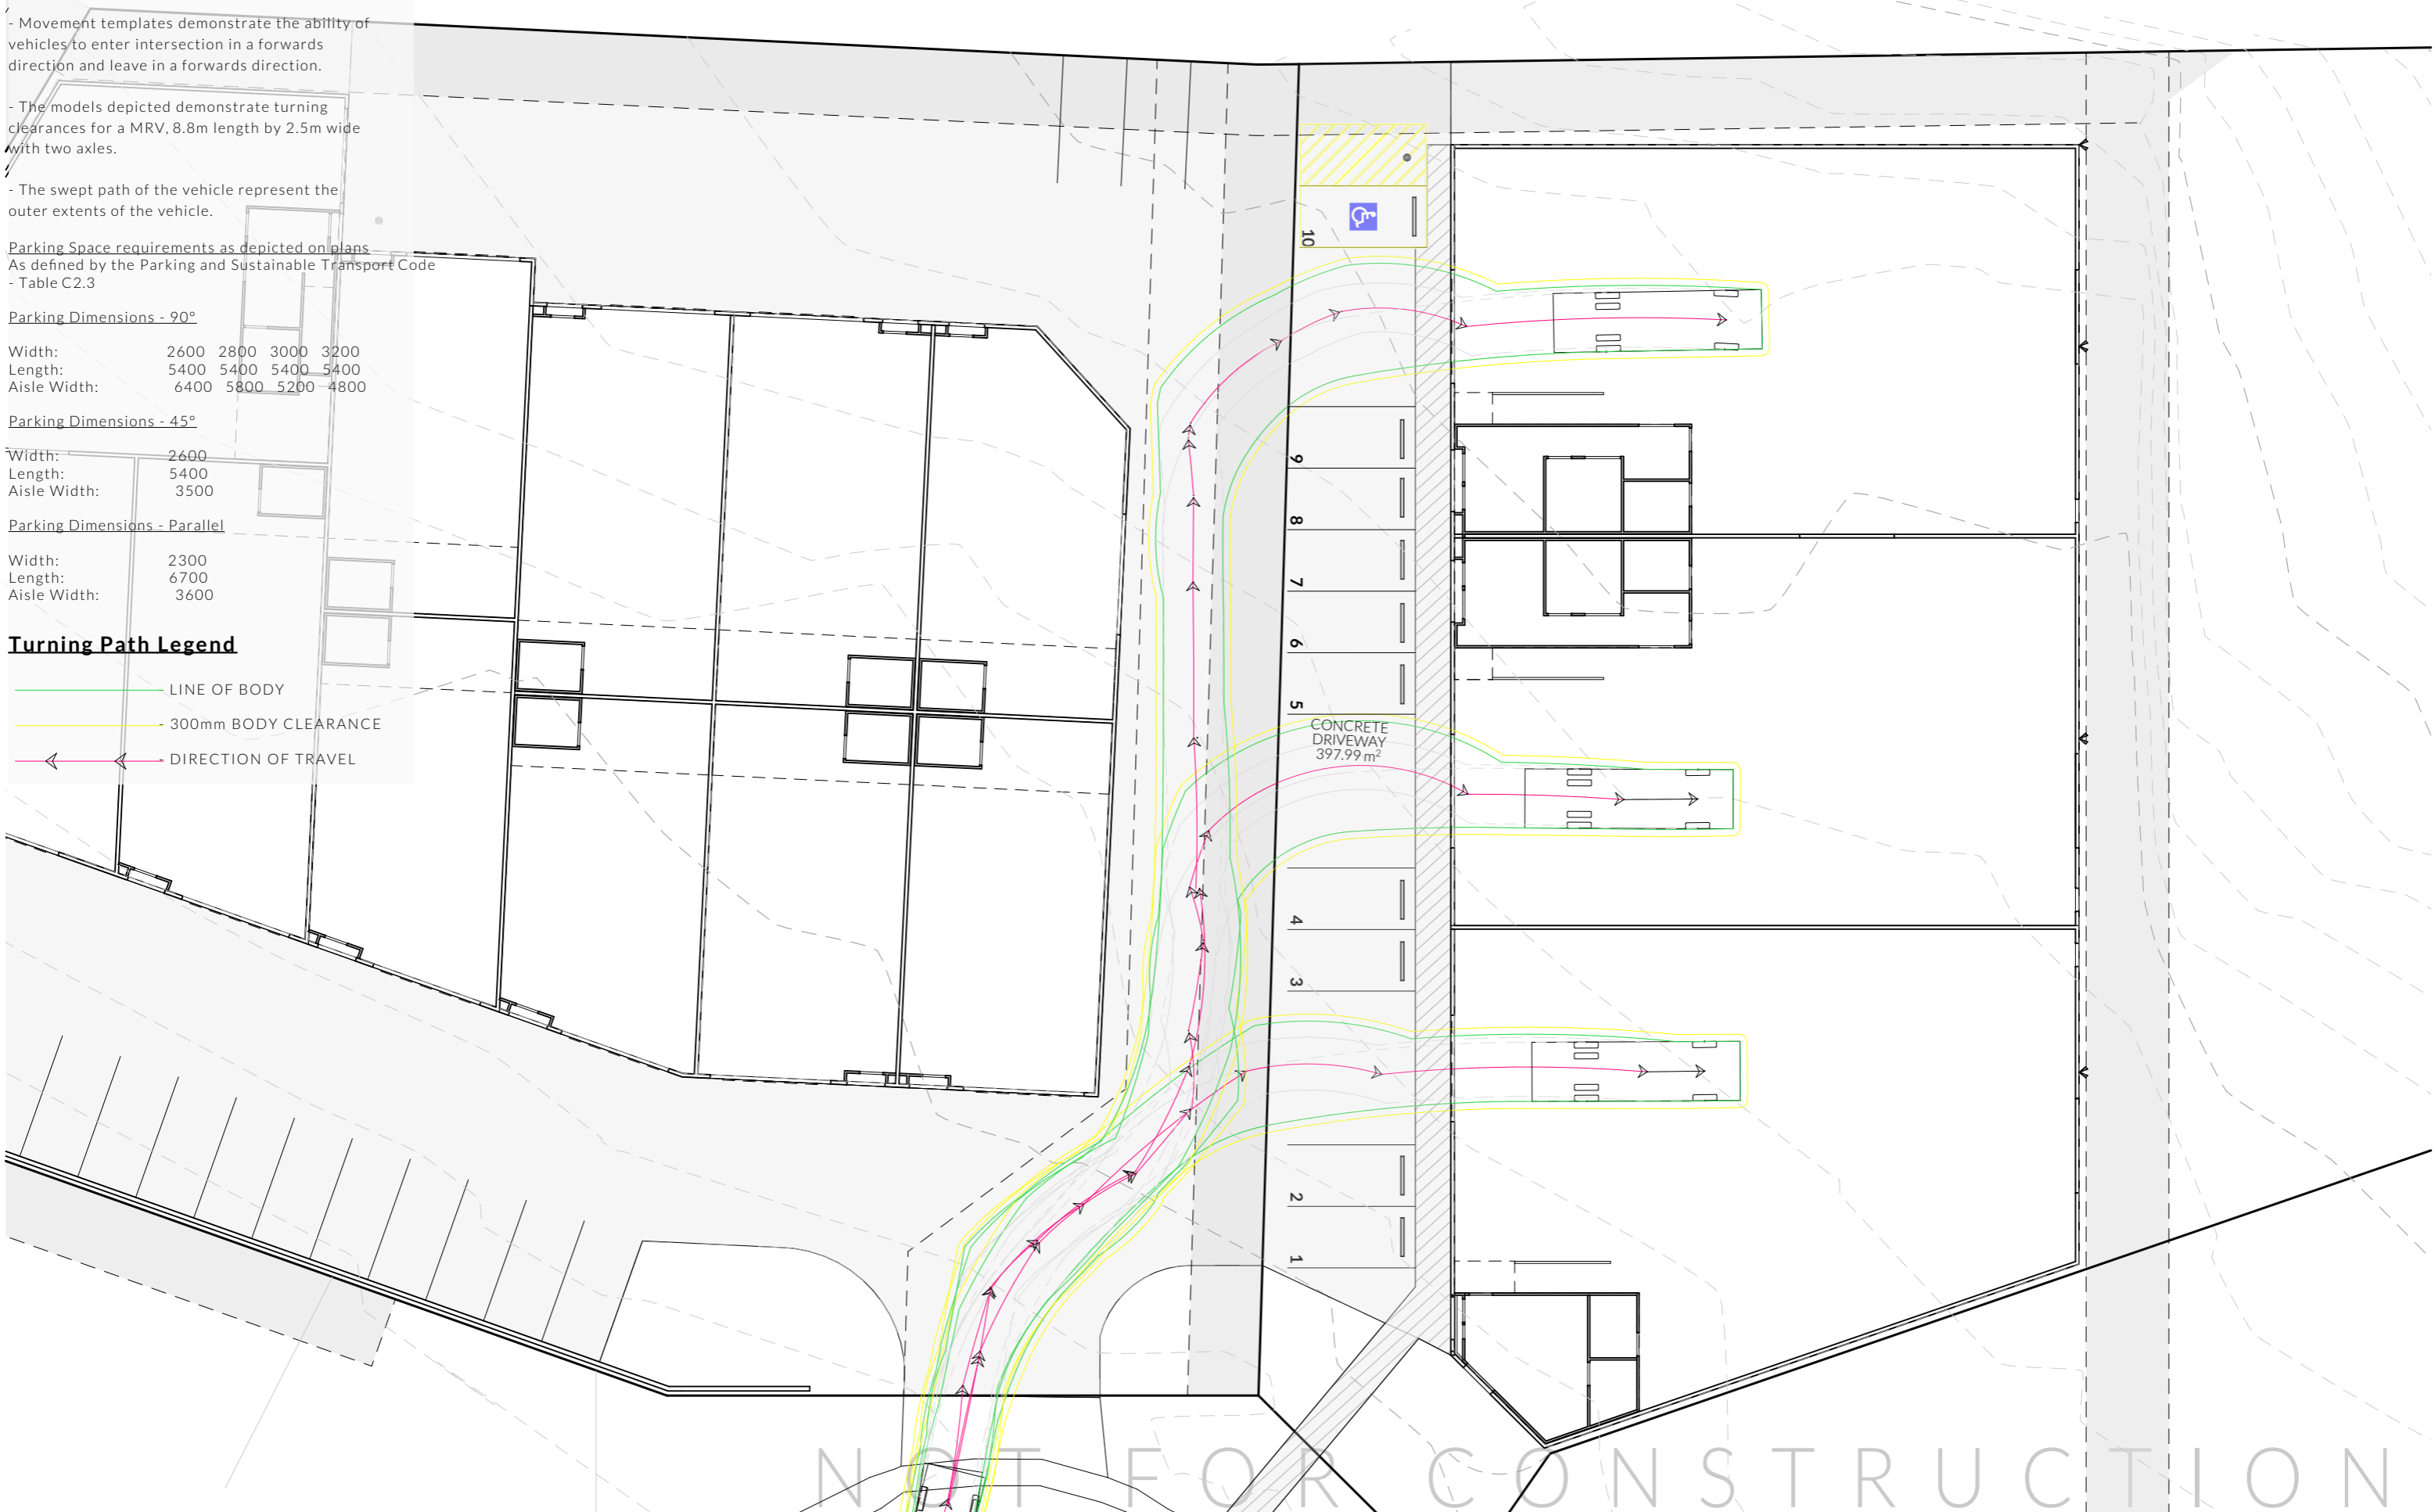 - Movement templates demonstrate the ability of
vehicles to enter intersection in a forwards
direction and leave in a forwards direction.
- The models depicted demonstrate turning
clearances for a MRV, 8.8m length by 2.5m wide
with two axles.
- The swept path of the vehicle represent the
outer extents of the vehicle.
Parking Space requirements as depicted on plans
As defined by the Parking and Sustainable Transport Code
- Table C2.3
Parking Dimensions - 90°
Width: 2600 2800 3000 3200
Length: 5400 5400 5400 5400
Aisle Width: 6400 5800 5200 4800
Parking Dimensions - 45°
Width: 2600
Length: 5400
Aisle Width: 3500
Parking Dimensions - Parallel
Width: 2300
Length: 6700
Aisle Width: 3600
Turning Path Legend
LINE OF BODY
- 300mm BODY CLEARANCE
- DIRECTION OF TRAVEL
10
9
8
7
6
5
CONCRETE
DRIVEWAY
397.99 m²
4
3
2
1
NOT FOR CONSTRUCTION